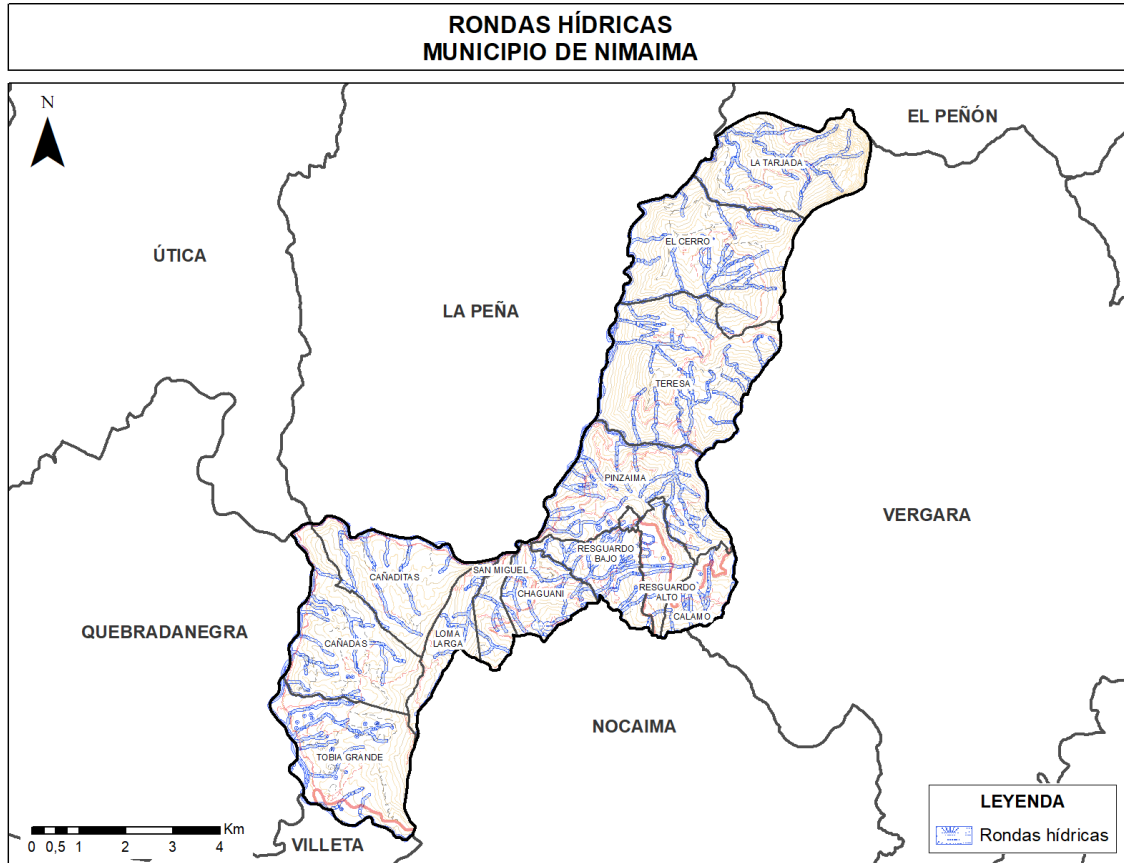 RONDAS HÍDRICAS
MUNICIPIO DE NIMAIMA
N
EL PEÑÓN
LA TARJADA
EL CERRO
ÚTICA
LA PEÑA
TERESA
PINZAIMA
VERGARA
RESGUARDO
BAJO
SAN MIGUEL
CAÑADITAS
CHAGUANI
RESGUARDO
ALTO
CALAMO
QUEBRADANEGRA
LOMA
LARGA
CAÑADAS
NOCAIMA
TOBIA GRANDE
LEYENDA
Rondas hídricas
Km
0 0,5 1 2 3 4
VILLETA